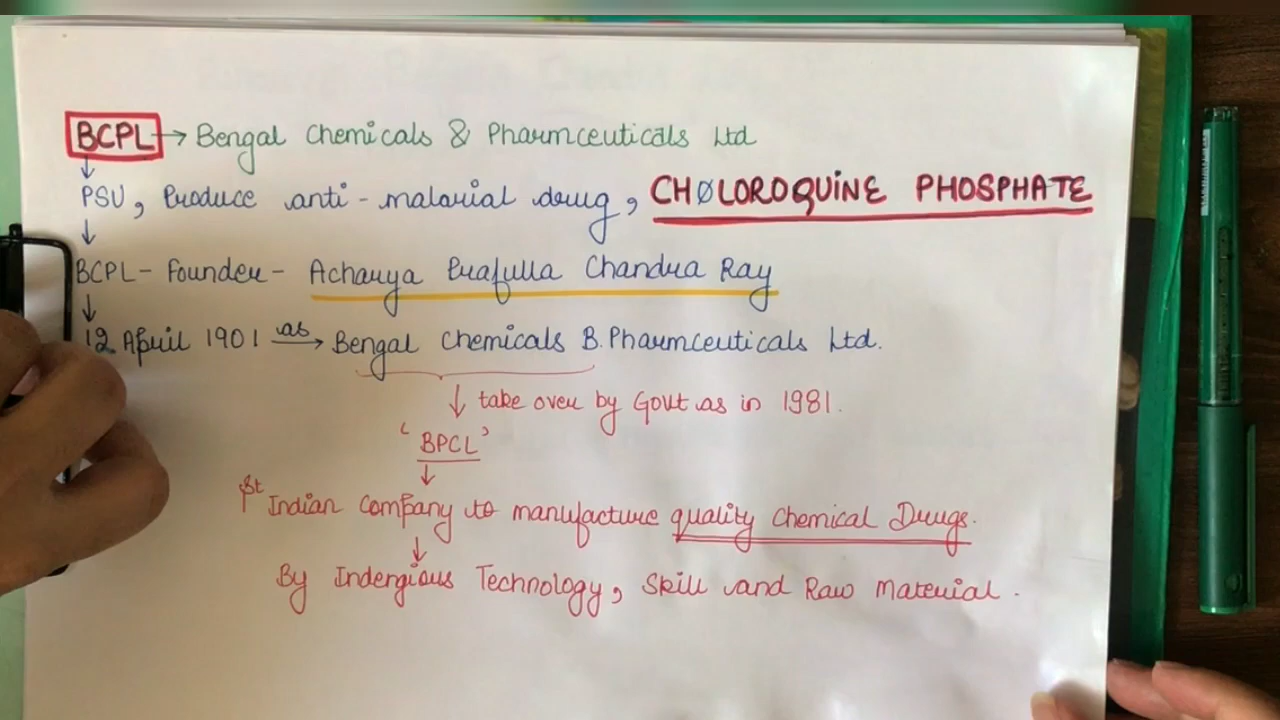 BCPL → Bengal Chemicals & Pharmceuticals Ltd
↓
PSU, Produce anti-malarial drug, CHØLOROQUINE PHOSPHATE
↓
BCPL - Founder - Acharya Prafulla Chandra Ray
↓
12 April 1901 as → Bengal Chemicals B. Pharmceuticals Ltd.
↓ take over by Govt as in 1981.
'BPCL'
↓
1st Indian Company to manufacture quality Chemical Drugs.
↓
By Indergious Technology, Skill and Raw Material.